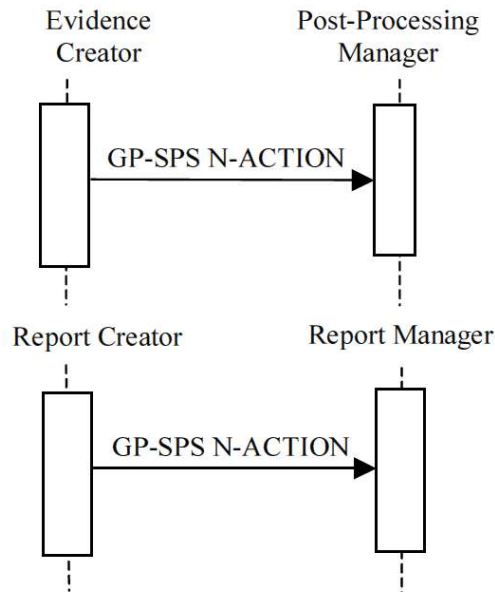 Evidence
Creator
Post-Processing
Manager
GP-SPS N-ACTION
Report Creator
Report Manager
GP-SPS N-ACTION